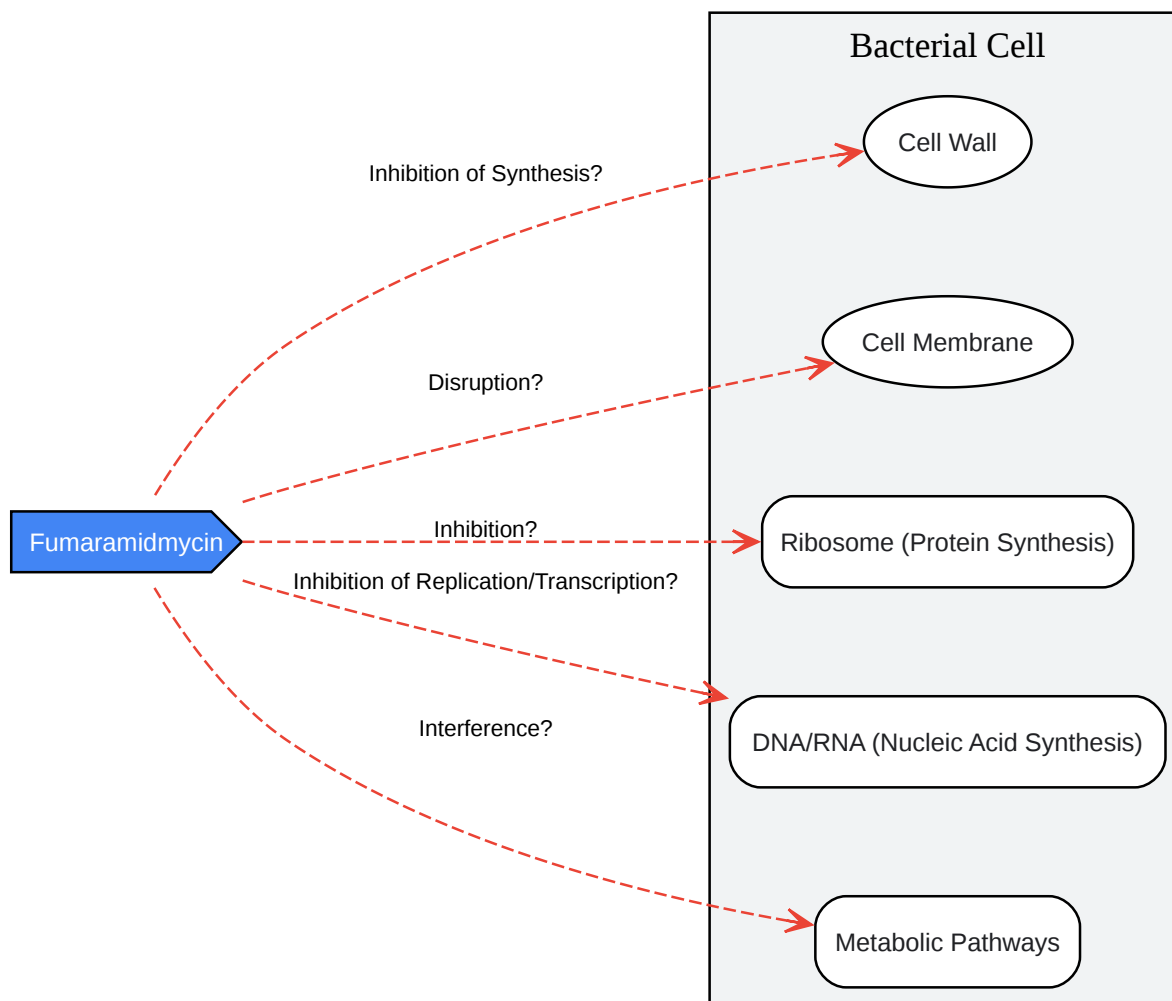 Bacterial Cell
Cell Wall
Inhibition of Synthesis?
Cell Membrane
Disruption?
Fumaramidmycin
Inhibition?
Ribosome (Protein Synthesis)
Inhibition of Replication/Transcription?
DNA/RNA (Nucleic Acid Synthesis)
Interference?
Metabolic Pathways